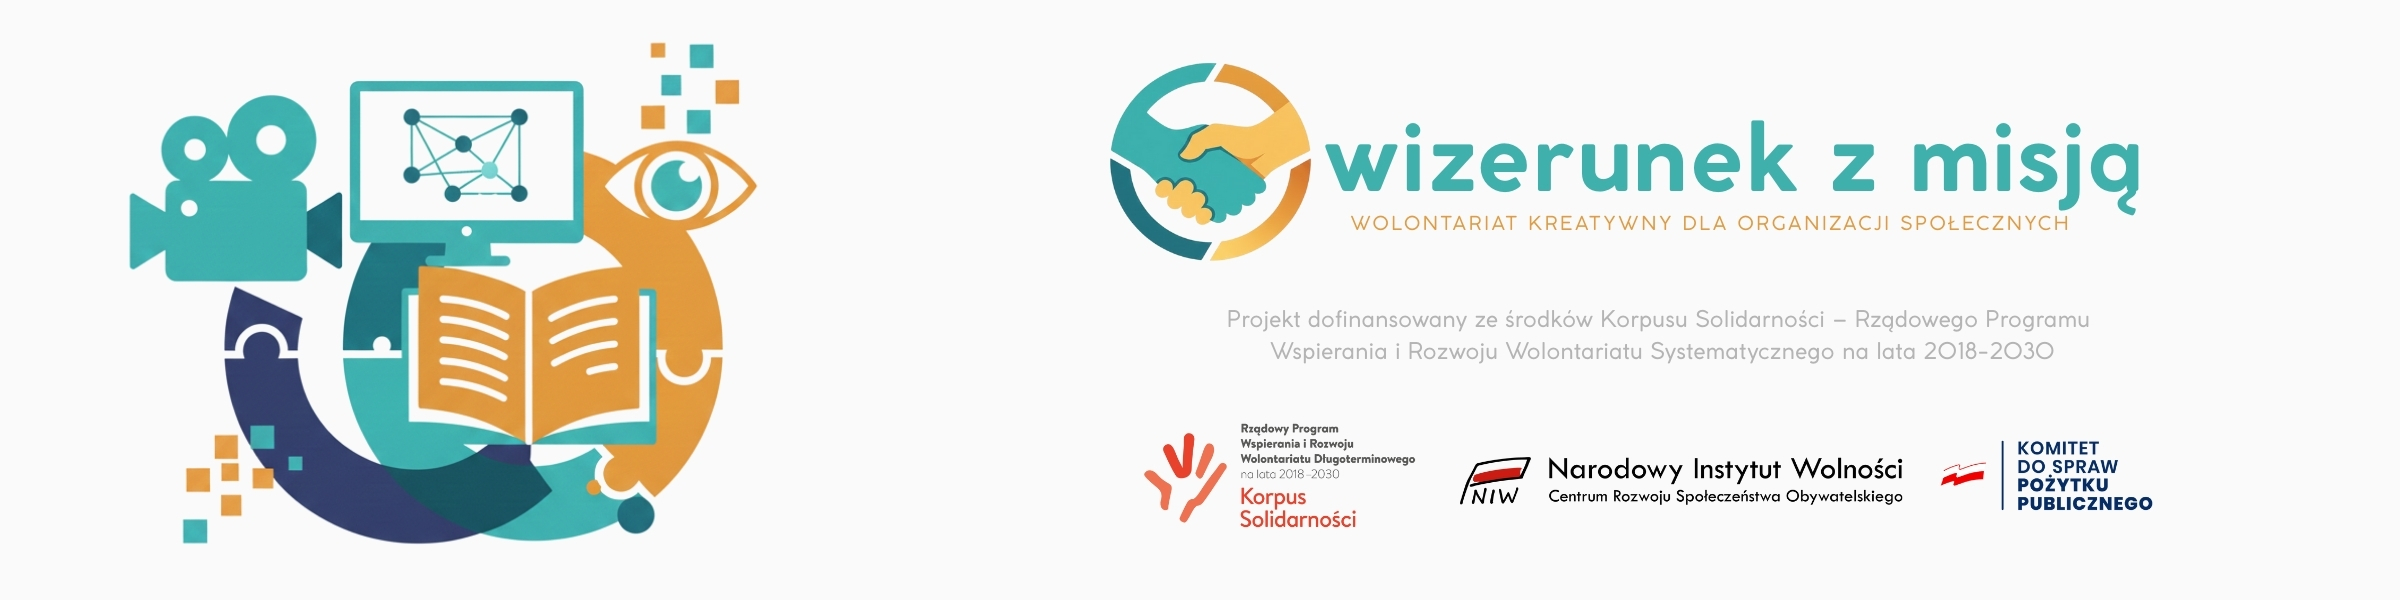 wizerunek z misją
WOLONTARIAT KREATYWNY DLA ORGANIZACJI SPOŁECZNYCH
Projekt dofinansowany ze środków Korpusu Solidarności – Rządowego Programu
Wspierania i Rozwoju Wolontariatu Systematycznego na lata 2018-2030
Rządowy Program
Wspierania i Rozwoju
Wolontariatu Długoterminowego
na lata 2018-2030
Korpus
Solidarności
NIW
Narodowy Instytut Wolności
Centrum Rozwoju Społeczeństwa Obywatelskiego
KOMITET
DO SPRAW
POŻYTKU
PUBLICZNEGO